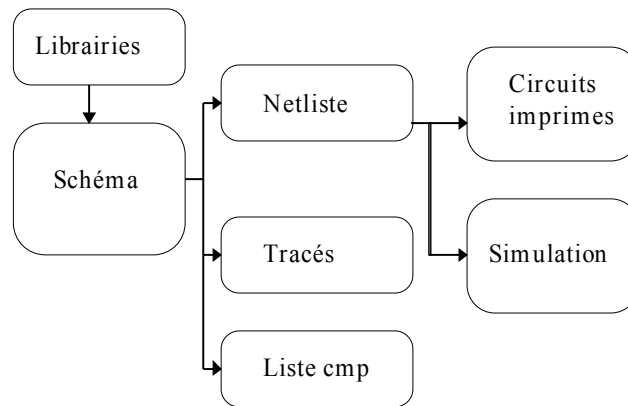 Librairies
Schéma
Netliste
Tracés
Liste cmp
Circuits
imprimes
Simulation